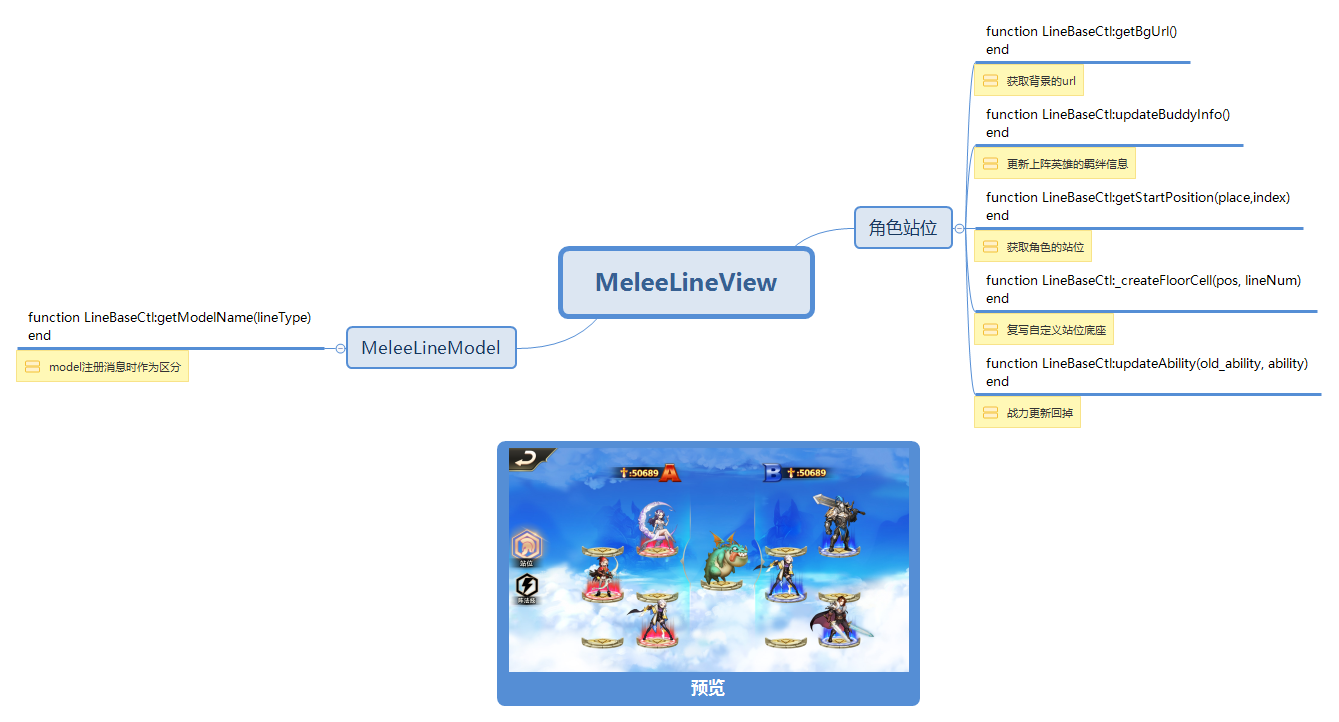 function LineBaseCtl:getBgUrl()
end
获取背景的url
function LineBaseCtl:updateBuddyInfo()
end
更新上阵英雄的羁绊信息
function LineBaseCtl:getStartPosition(place,index)
end
获取角色的站位
function LineBaseCtl:_createFloorCell(pos, lineNum)
end
复写自定义站位底座
function LineBaseCtl:updateAbility(old_ability, ability)
end
战力更新回掉
角色站位
MeleeLineView
MeleeLineModel
function LineBaseCtl:getModelName(lineType)
end
model注册消息时作为区分
:50689 A
B :50689
站位
阵法技
预览